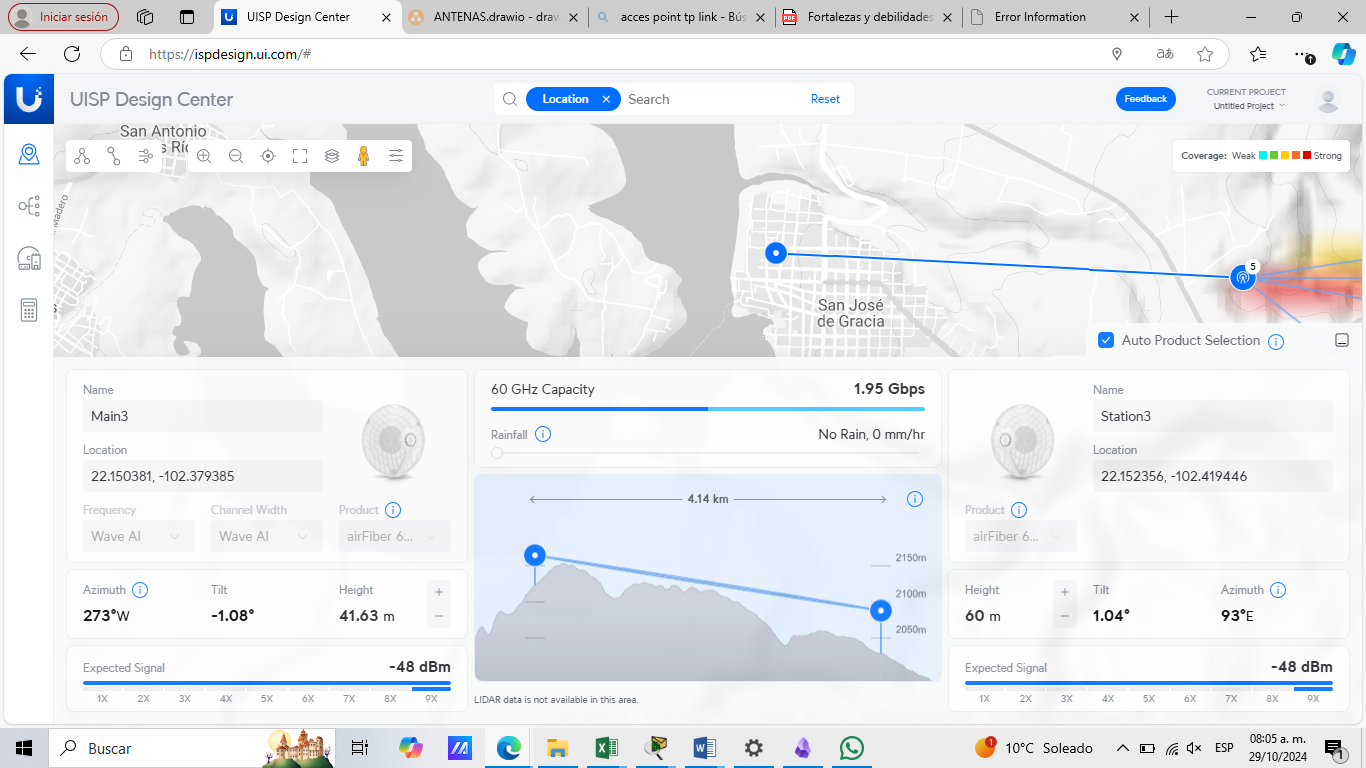 Iniciar sesión
UISP Design Center
ANTENAS.drawio - draw
acces point tp link - Bús
PDF
Fortalezas y debilidades
Error Information
https://ispdesign.ui.com/#
UISP Design Center
Location
Search
Reset
Feedback
CURRENT PROJECT
Untitled Project
San Antonio
Madero
Coverage: Weak Strong
5
San José
de Gracia
Auto Product Selection
Name
Main3
Location
22.150381, -102.379385
Frequency
Channel Width
Product
Wave AI
Wave AI
airFiber 6...
Azimuth
Tilt
Height
273°W
-1.08°
41.63 m
Expected Signal
-48 dBm
1X 2X 3X 4X 5X 6X 7X 8X 9X
60 GHz Capacity
1.95 Gbps
Rainfall
No Rain, 0 mm/hr
4.14 km
2150m
2100m
2050m
LIDAR data is not available in this area.
Name
Station3
Location
22.152356, -102.419446
Product
airFiber 6...
Height
Tilt
Azimuth
60 m
1.04°
93°E
Expected Signal
-48 dBm
1X 2X 3X 4X 5X 6X 7X 8X 9X
Buscar
1
10°C Soleado
ESP
08:05 a. m.
29/10/2024
1